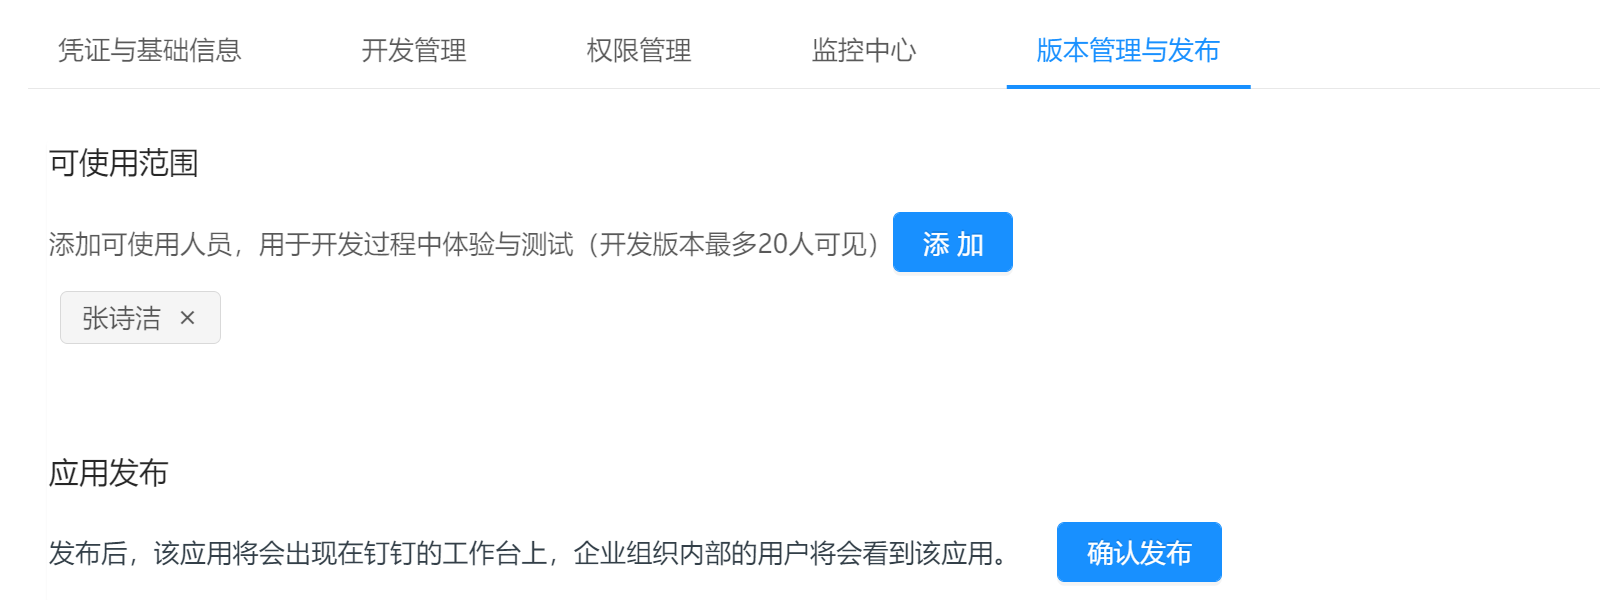 凭证与基础信息 开发管理 权限管理 监控中心 版本管理与发布
可使用范围
添加可使用人员，用于开发过程中体验与测试（开发版本最多20人可见） 添 加
张诗洁 ×
应用发布
发布后，该应用将会出现在钉钉的工作台上，企业组织内部的用户将会看到该应用。 确认发布